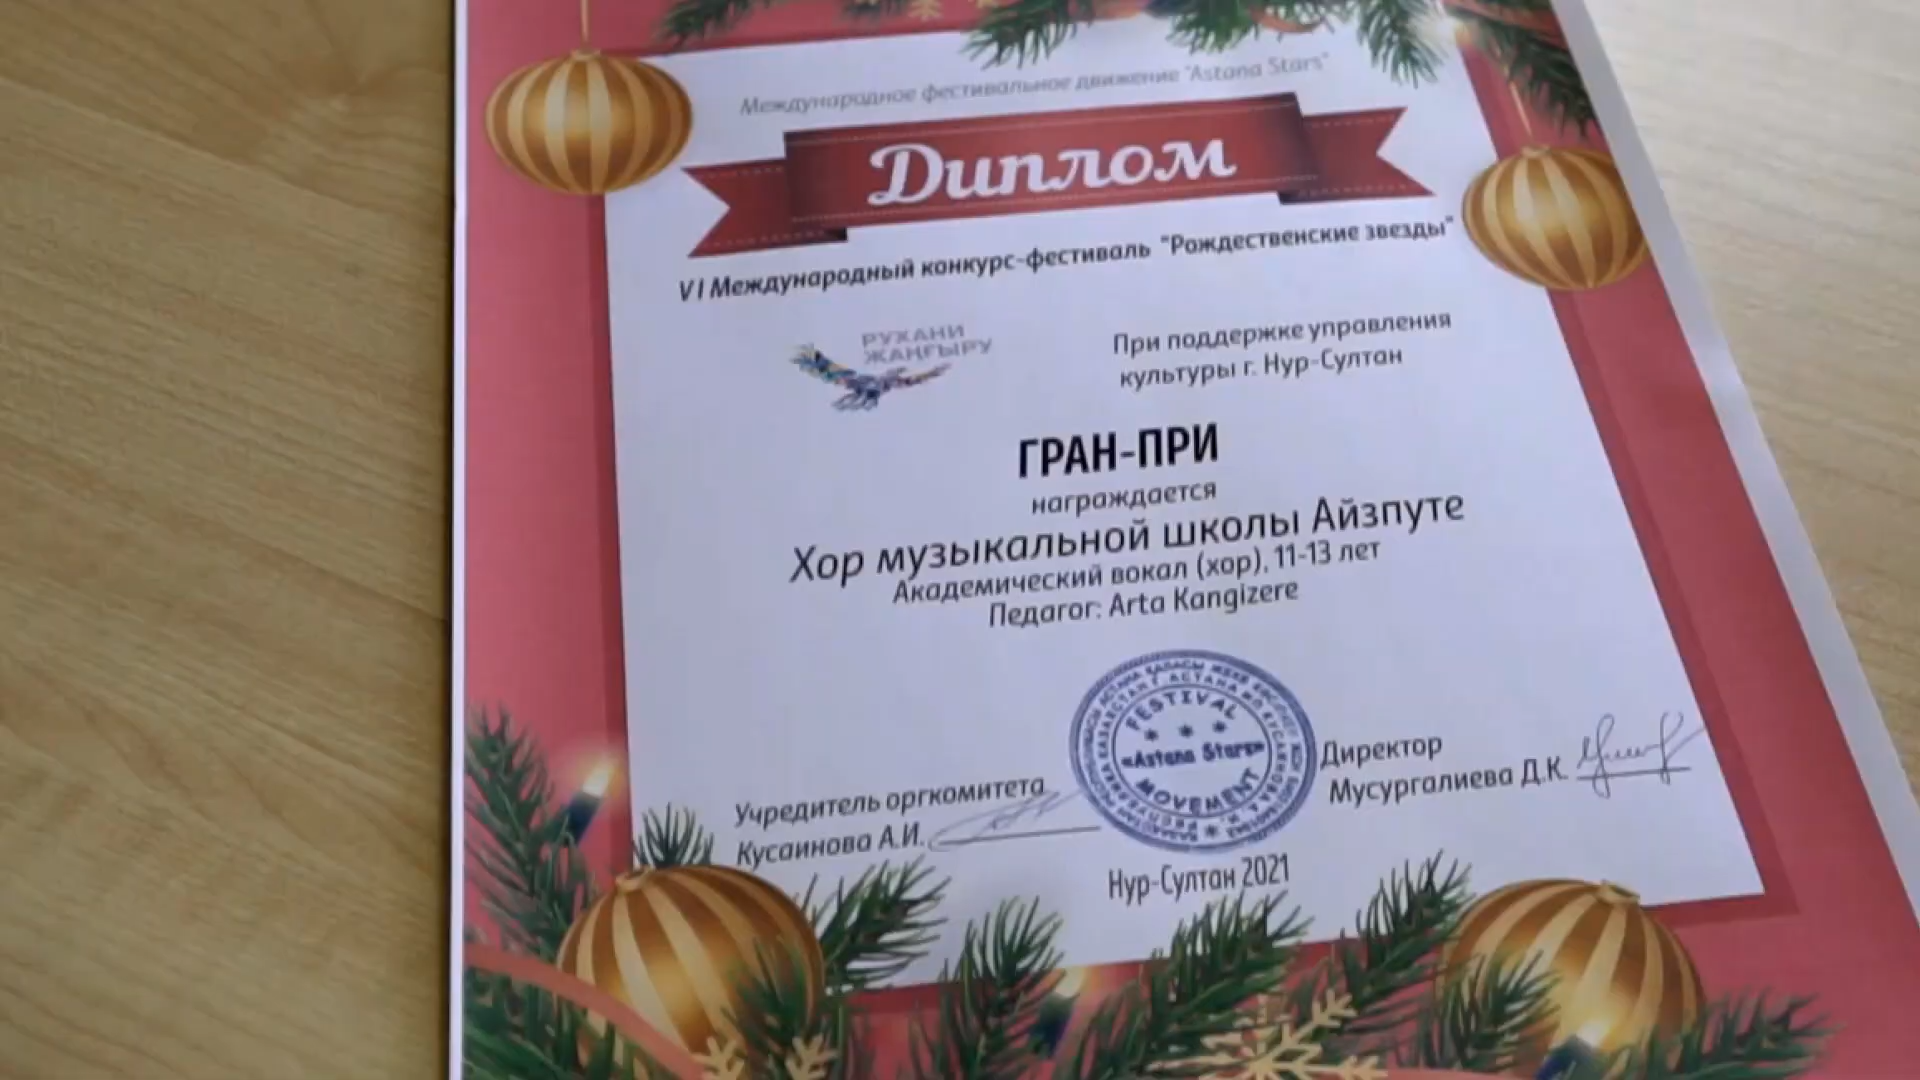 Международное фестивальное движение "Astana Stars"
Диплом
VI Международный конкурс-фестиваль "Рождественские звезды"
РУХАНИ
ЖАҢҒЫРУ
При поддержке управления
культуры г. Нур-Султан
ГРАН-ПРИ
награждается
Хор музыкальной школы Айзпуте
Академический вокал (хор), 11-13 лет
Педагог: Arta Kangizere
FESTIVAL
«Astana Stars»
MOVEMENT
Учредитель оргкомитета
Кусаинова А.И.
Директор
Мусургалиева Д.К.
Нур-Султан 2021